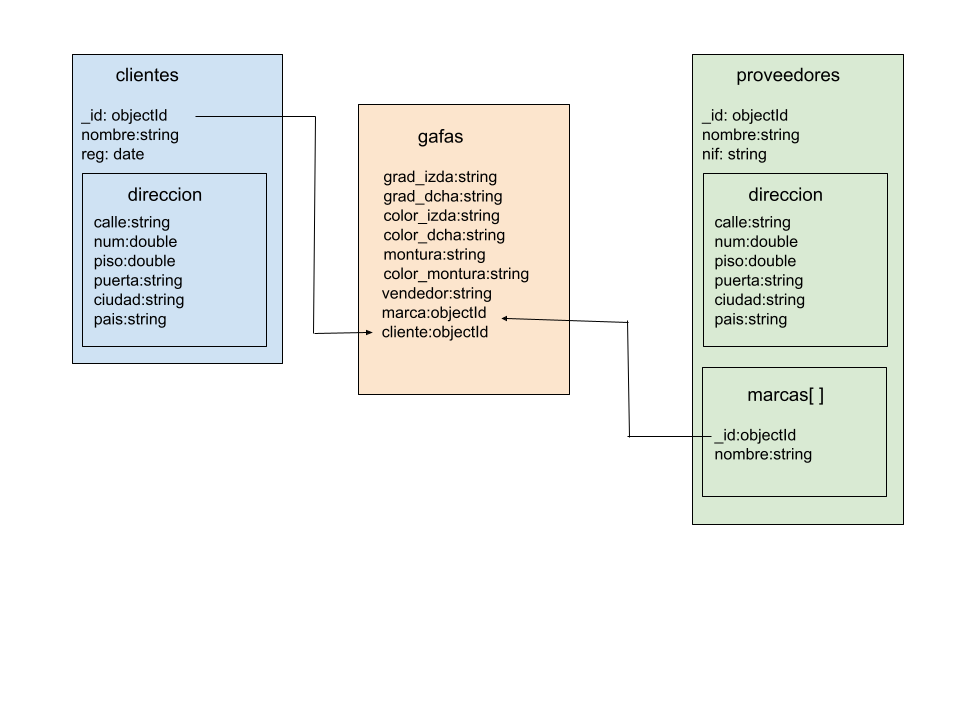 clientes
_id: objectId
nombre:string
reg: date
direccion
calle:string
num:double
piso:double
puerta:string
ciudad:string
pais:string
gafas
grad_izda:string
grad_dcha:string
color_izda:string
color_dcha:string
montura:string
color_montura:string
vendedor:string
marca:objectId
cliente:objectId
proveedores
_id: objectId
nombre:string
nif: string
direccion
calle:string
num:double
piso:double
puerta:string
ciudad:string
pais:string
marcas[ ]
_id:objectId
nombre:string